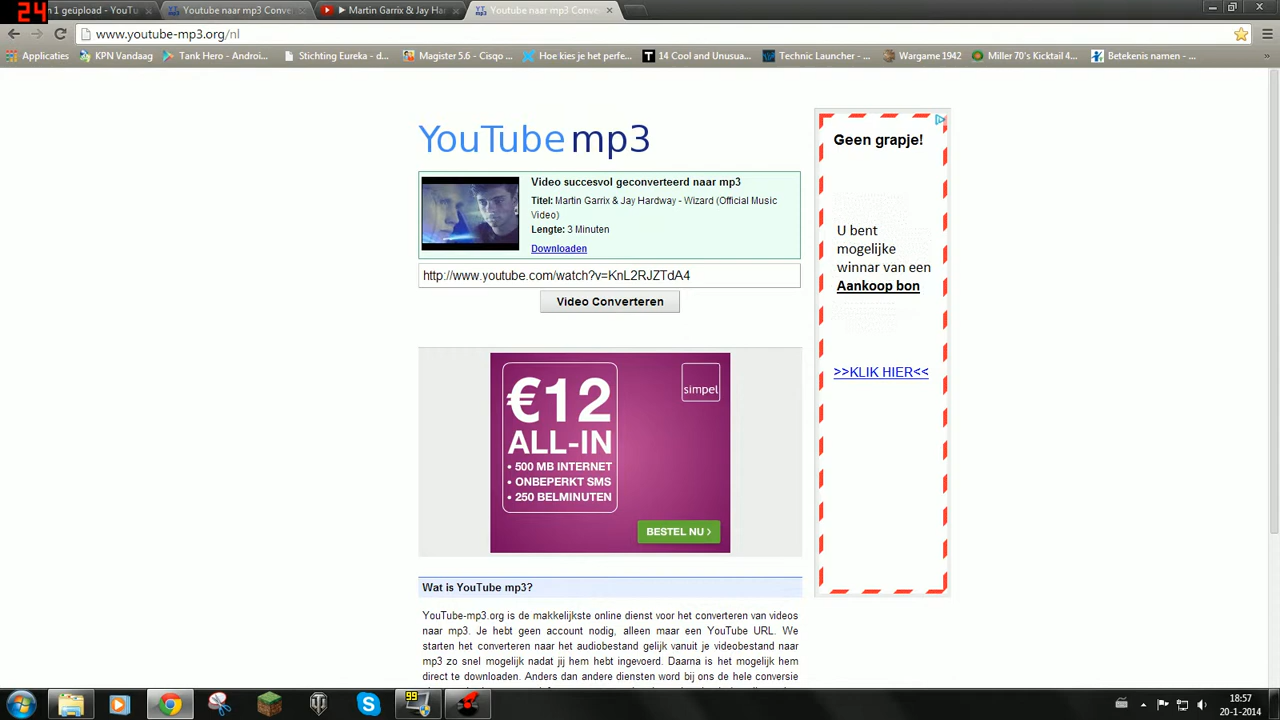 24
n 1 geüpload - YouTu
Youtube naar mp3 Conver
▶ Martin Garrix & Jay Har
Youtube naar mp3 Conver
www.youtube-mp3.org/nl
Applicaties
KPN Vandaag
Tank Hero - Androi...
Stichting Eureka - d...
Magister 5.6 - Cisqo ...
Hoe kies je het perfe...
14 Cool and Unusua...
Technic Launcher - ...
Wargame 1942
Miller 70's Kicktail 4...
Betekenis namen - ...
»
YouTube mp3
Video succesvol geconverteerd naar mp3
Titel: Martin Garrix & Jay Hardway - Wizard (Official Music
Video)
Lengte: 3 Minuten
Downloaden
http://www.youtube.com/watch?v=KnL2RJZTdA4
Video Converteren
Geen grapje!
U bent
mogelijke
winnar van een
Aankoop bon
>>KLIK HIER<<
€12
ALL-IN
• 500 MB INTERNET
• ONBEPERKT SMS
• 250 BELMINUTEN
simpel
BESTEL NU >
Wat is YouTube mp3?
YouTube-mp3.org is de makkelijkste online dienst voor het converteren van videos
naar mp3. Je hebt geen account nodig, alleen maar een YouTube URL. We
starten het converteren naar het audiobestand gelijk vanuit je videobestand naar
mp3 zo snel mogelijk nadat jij hem hebt ingevoerd. Daarna is het mogelijk hem
direct te downloaden. Anders dan andere diensten word bij ons de hele conversie
99
18:57
20-1-2014